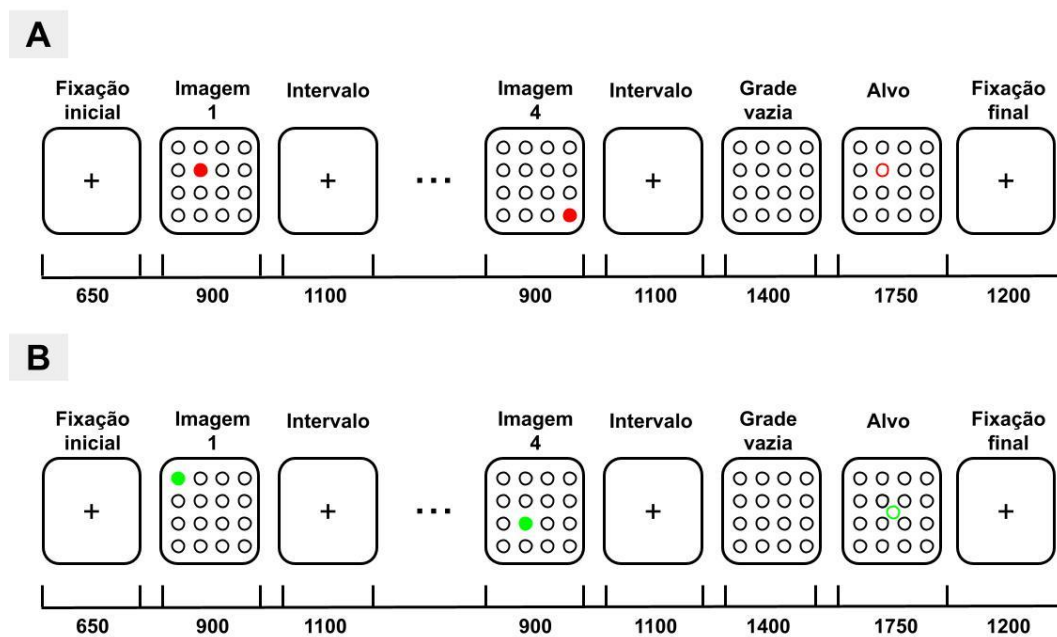 A
Fixação inicial
Imagem 1
Intervalo
Imagem 4
Intervalo
Grade vazia
Alvo
Fixação final
+
+
...
+
+
650
900
1100
900
1100
1400
1750
1200
B
Fixação inicial
Imagem 1
Intervalo
Imagem 4
Intervalo
Grade vazia
Alvo
Fixação final
+
+
...
+
+
650
900
1100
900
1100
1400
1750
1200